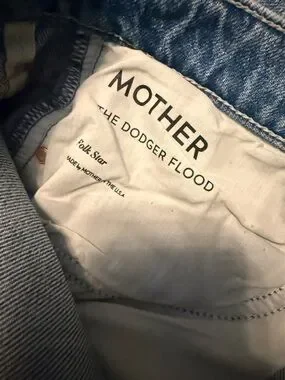 MOTHER
THE DODGER FLOOD
Folk Star
MADE by MOTHER in THE U.S.A.